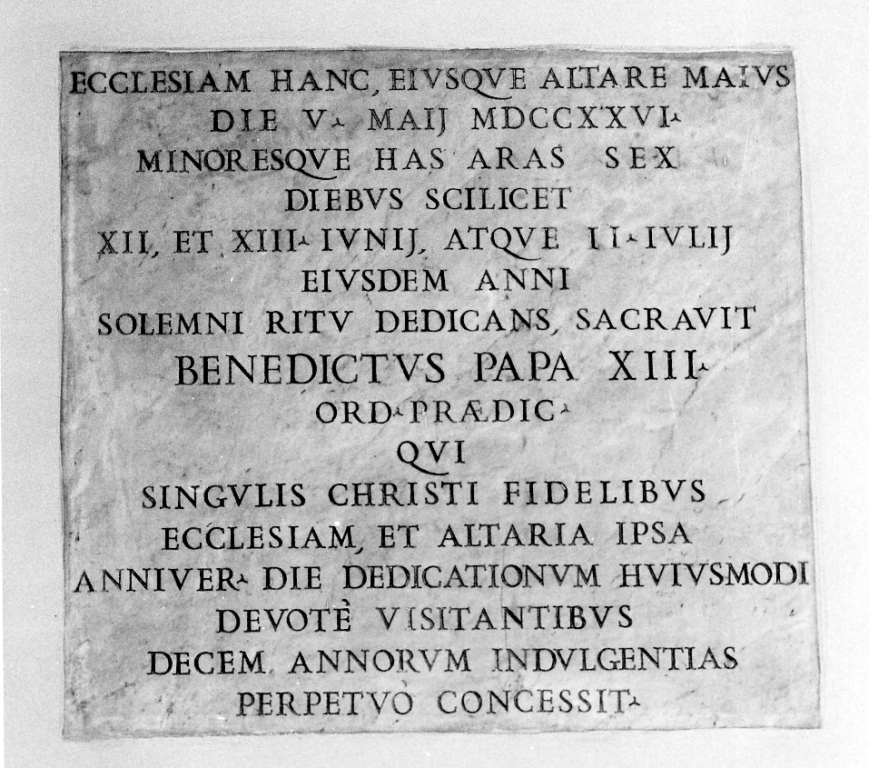 ECCLESIAM HANC, EIVSQVE ALTARE MAIVS
DIE V. MAIJ MDCCXXVI.
MINORESQVE HAS ARAS SEX
DIEBVS SCILICET
XII, ET XIII. IVNIJ, ATQVE II. IVLIJ
EIVSDEM ANNI
SOLEMNI RITV DEDICANS, SACRAVIT
BENEDICTVS PAPA XIII.
ORD. PRÆDIC.
QVI
SINGVLIS CHRISTI FIDELIBVS
ECCLESIAM, ET ALTARIA IPSA
ANNIVER. DIE DEDICATIONVM HVIVSMODI
DEVOTÈ VISITANTIBVS
DECEM ANNORVM INDVLGENTIAS
PERPETVÒ CONCESSIT.